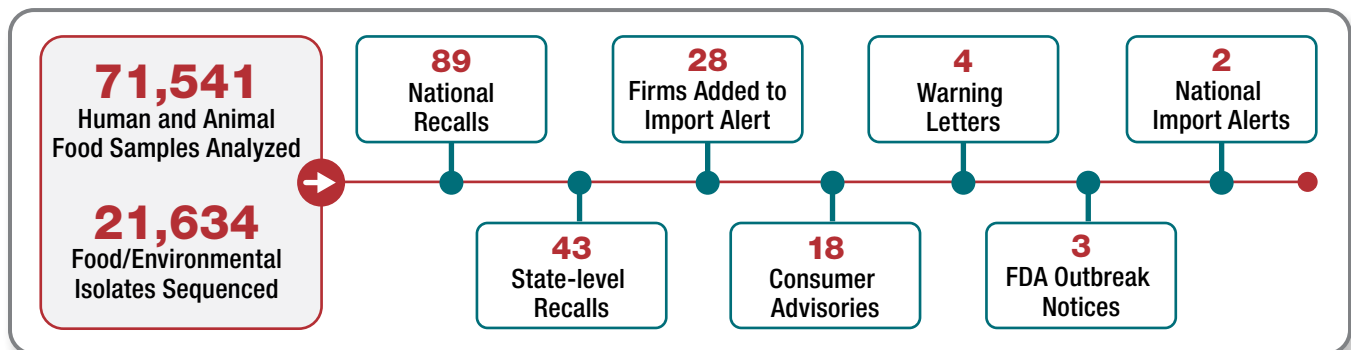 71,541
Human and Animal
Food Samples Analyzed
21,634
Food/Environmental
Isolates Sequenced
89
National
Recalls
43
State-level
Recalls
28
Firms Added to
Import Alert
18
Consumer
Advisories
4
Warning
Letters
3
FDA Outbreak
Notices
2
National
Import Alerts